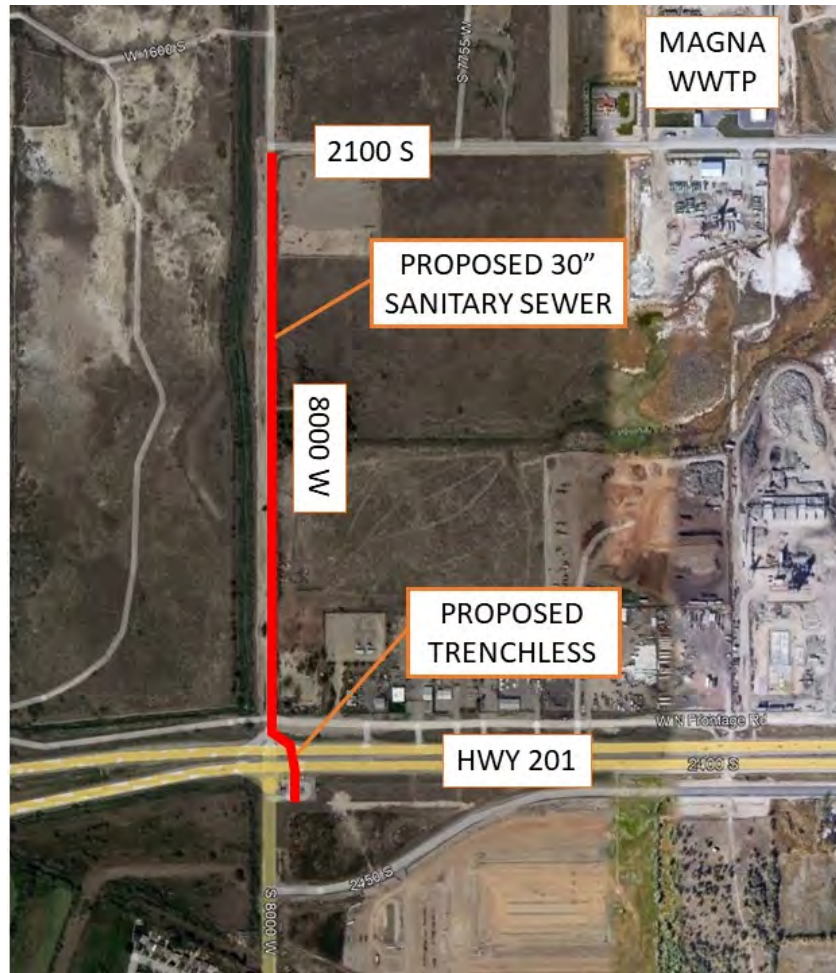 W 1600 S
S 7755 W
MAGNA
WWTP
2100 S
PROPOSED 30”
SANITARY SEWER
8000 W
PROPOSED
TRENCHLESS
W N Frontage Rd
HWY 201
2400 S
2450 S
S 8000 W